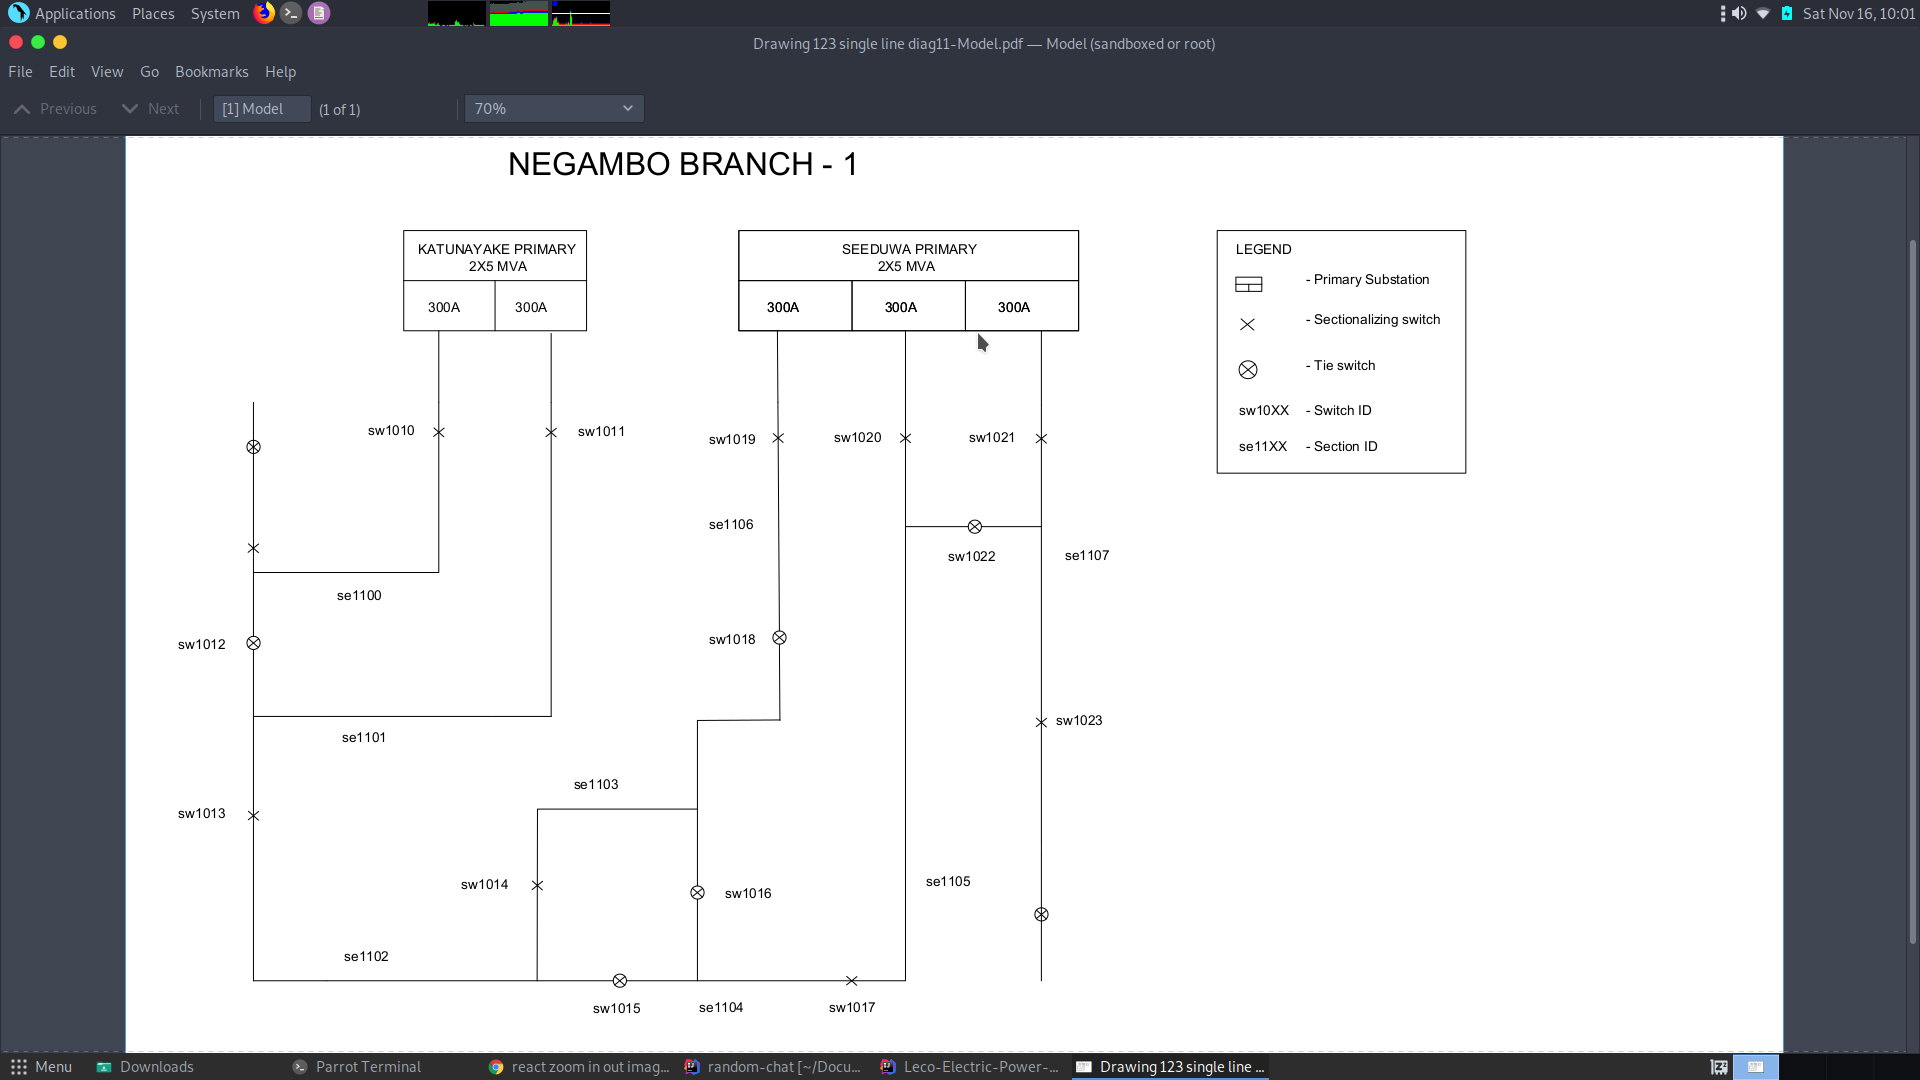 Applications Places System
Sat Nov 16, 10:01
Drawing 123 single line diag11-Model.pdf — Model (sandboxed or root)
File Edit View Go Bookmarks Help
Previous Next [1] Model (1 of 1) 70%
NEGAMBO BRANCH - 1
KATUNAYAKE PRIMARY
2X5 MVA
300A 300A
SEEDUWA PRIMARY
2X5 MVA
300A 300A 300A
LEGEND
- Primary Substation
- Sectionalizing switch
- Tie switch
sw10XX - Switch ID
se11XX - Section ID
sw1010 sw1011 sw1019 sw1020 sw1021
se1106
sw1022 se1107
se1100
sw1012 sw1018
sw1023
se1101
se1103
sw1013
sw1014 sw1016 se1105
se1102
sw1015 se1104 sw1017
Menu Downloads Parrot Terminal react zoom in out imag... random-chat [~/Docu... Leco-Electric-Power-... Drawing 123 single line ...